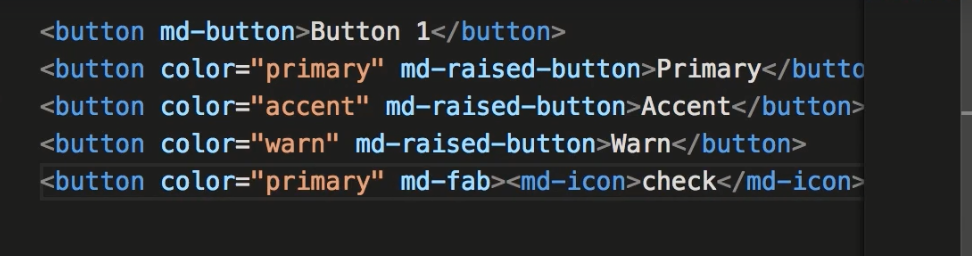 <button md-button>Button 1</button>
<button color="primary" md-raised-button>Primary</butto
<button color="accent" md-raised-button>Accent</button>
<button color="warn" md-raised-button>Warn</button>
<button color="primary" md-fab><md-icon>check</md-icon>